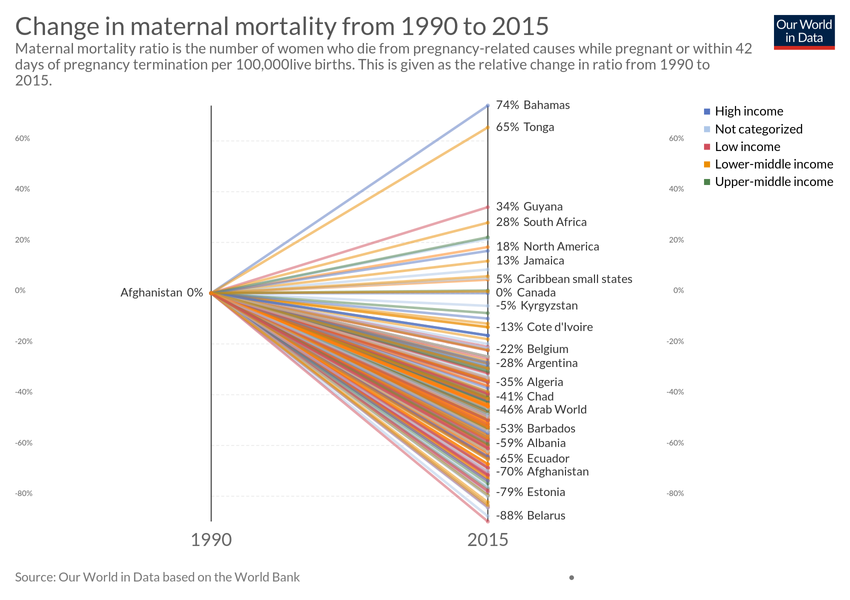 Change in maternal mortality from 1990 to 2015
Our World
in Data
Maternal mortality ratio is the number of women who die from pregnancy-related causes while pregnant or within 42
days of pregnancy termination per 100,000live births. This is given as the relative change in ratio from 1990 to
2015.
74% Bahamas
High income
65% Tonga
Not categorized
60%
60%
Low income
Lower-middle income
Upper-middle income
40%
40%
34% Guyana
28% South Africa
20%
20%
18% North America
13% Jamaica
5% Caribbean small states
0%
Afghanistan 0%
0% Canada
0%
-5% Kyrgyzstan
-13% Cote d'Ivoire
-20%
-20%
-22% Belgium
-28% Argentina
-35% Algeria
-40%
-40%
-41% Chad
-46% Arab World
-53% Barbados
-59% Albania
-60%
-60%
-65% Ecuador
-70% Afghanistan
-79% Estonia
-80%
-80%
-88% Belarus
1990
2015
Source: Our World in Data based on the World Bank